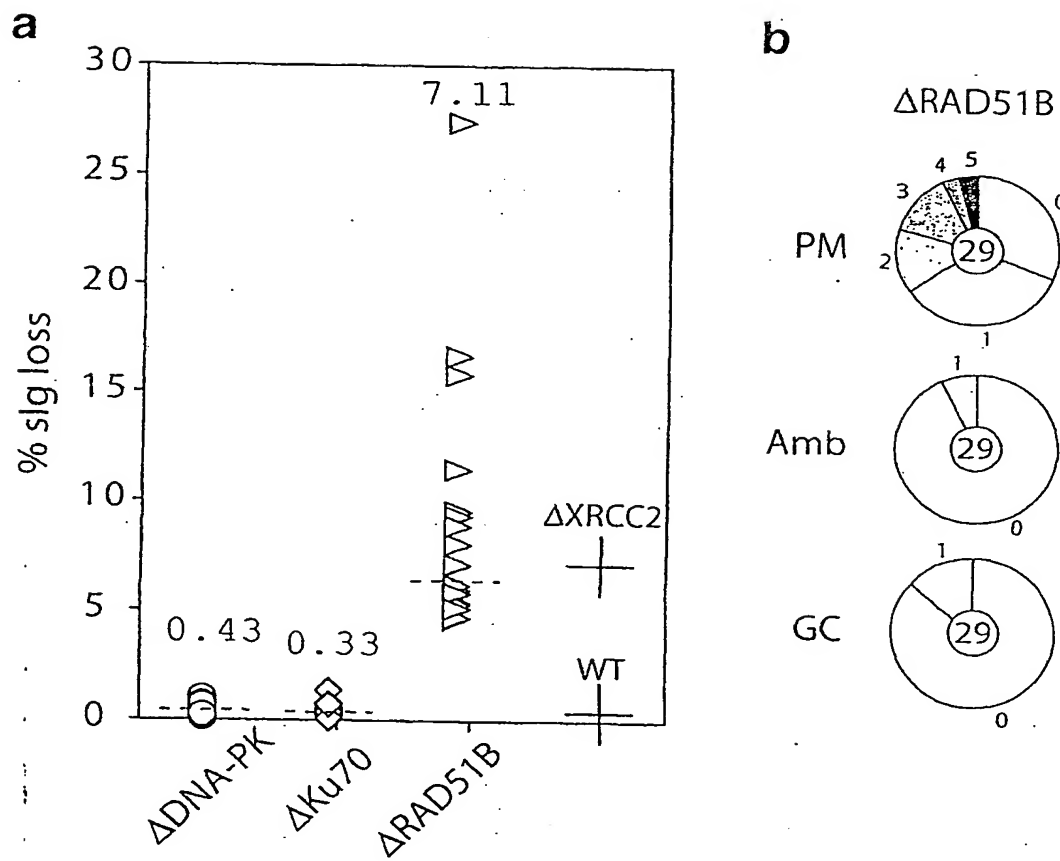 a
30
25
20
15
10
5
0
% sIg loss
7.11
0.43
0.33
ΔXRCC2
WT
ΔDNA-PK
ΔKu70
ΔRAD51B
b
ΔRAD51B
PM
29
0
1
2
3
4
5
Amb
29
1
0
GC
29
1
0